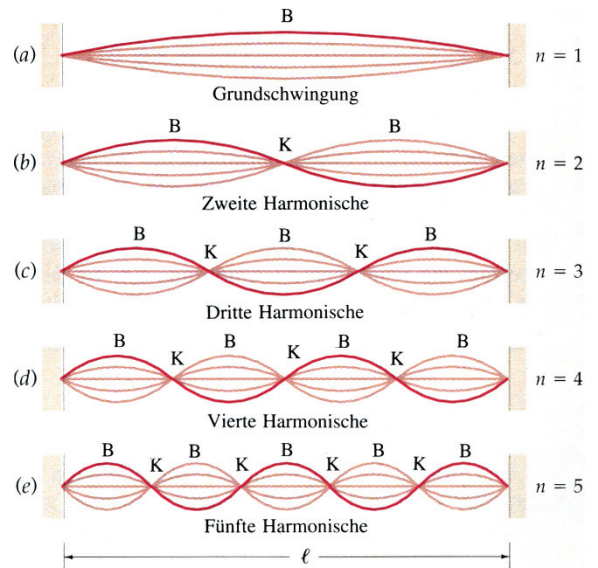 B
(a) n = 1
Grundschwingung
B K B
(b) n = 2
Zweite Harmonische
B K B K B
(c) n = 3
Dritte Harmonische
B K B K B K B
(d) n = 4
Vierte Harmonische
B K B K B K B K B
(e) n = 5
Fünfte Harmonische
ℓ